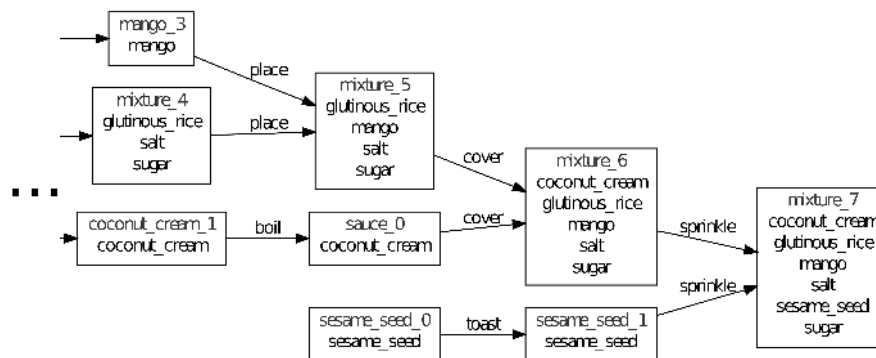 mango_3
mango
place
mixture_5
glutinous_rice
mango
salt
sugar
mixture_4
glutinous_rice
salt
sugar
place
cover
mixture_6
coconut_cream
glutinous_rice
mango
salt
sugar
...
coconut_cream_1
coconut_cream
boil
sauce_0
coconut_cream
cover
sprinkle
mixture_7
coconut_cream
glutinous_rice
mango
salt
sesame_seed
sugar
sesame_seed_0
sesame_seed
toast
sesame_seed_1
sesame_seed
sprinkle